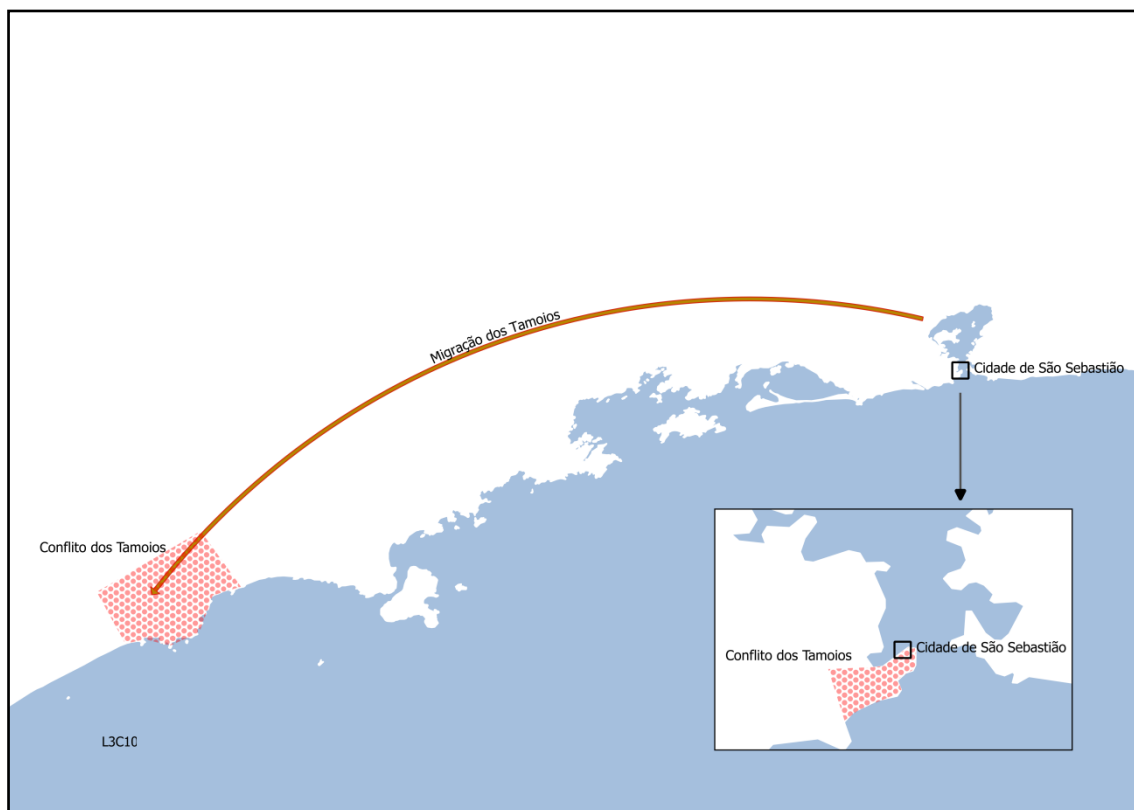 Migração dos Tamoios
Cidade de São Sebastião
Conflito dos Tamoios
Conflito dos Tamoios
Cidade de São Sebastião
L3C10